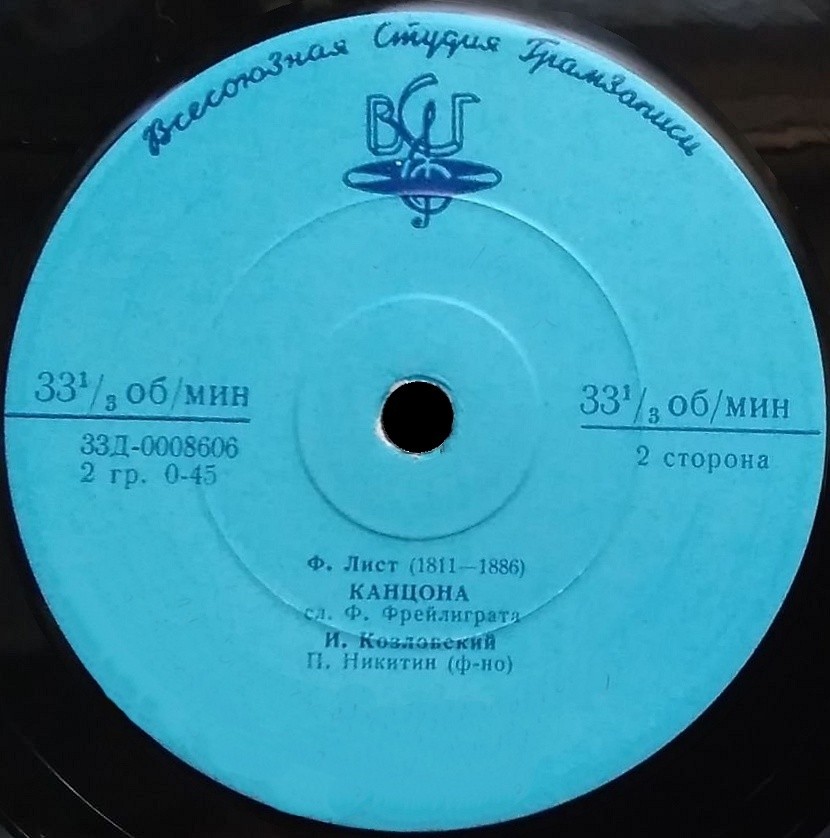 Всесоюзная Студия Грамзаписи
ВСГ
33¹/₃ об/мин
33Д-0008606
2 гр. 0-45
33¹/₃ об/мин
2 сторона
Ф. Лист (1811—1886)
КАНЦОНА
сл. Ф. Фрейлиграта
И. Козловский
П. Никитин (ф-но)